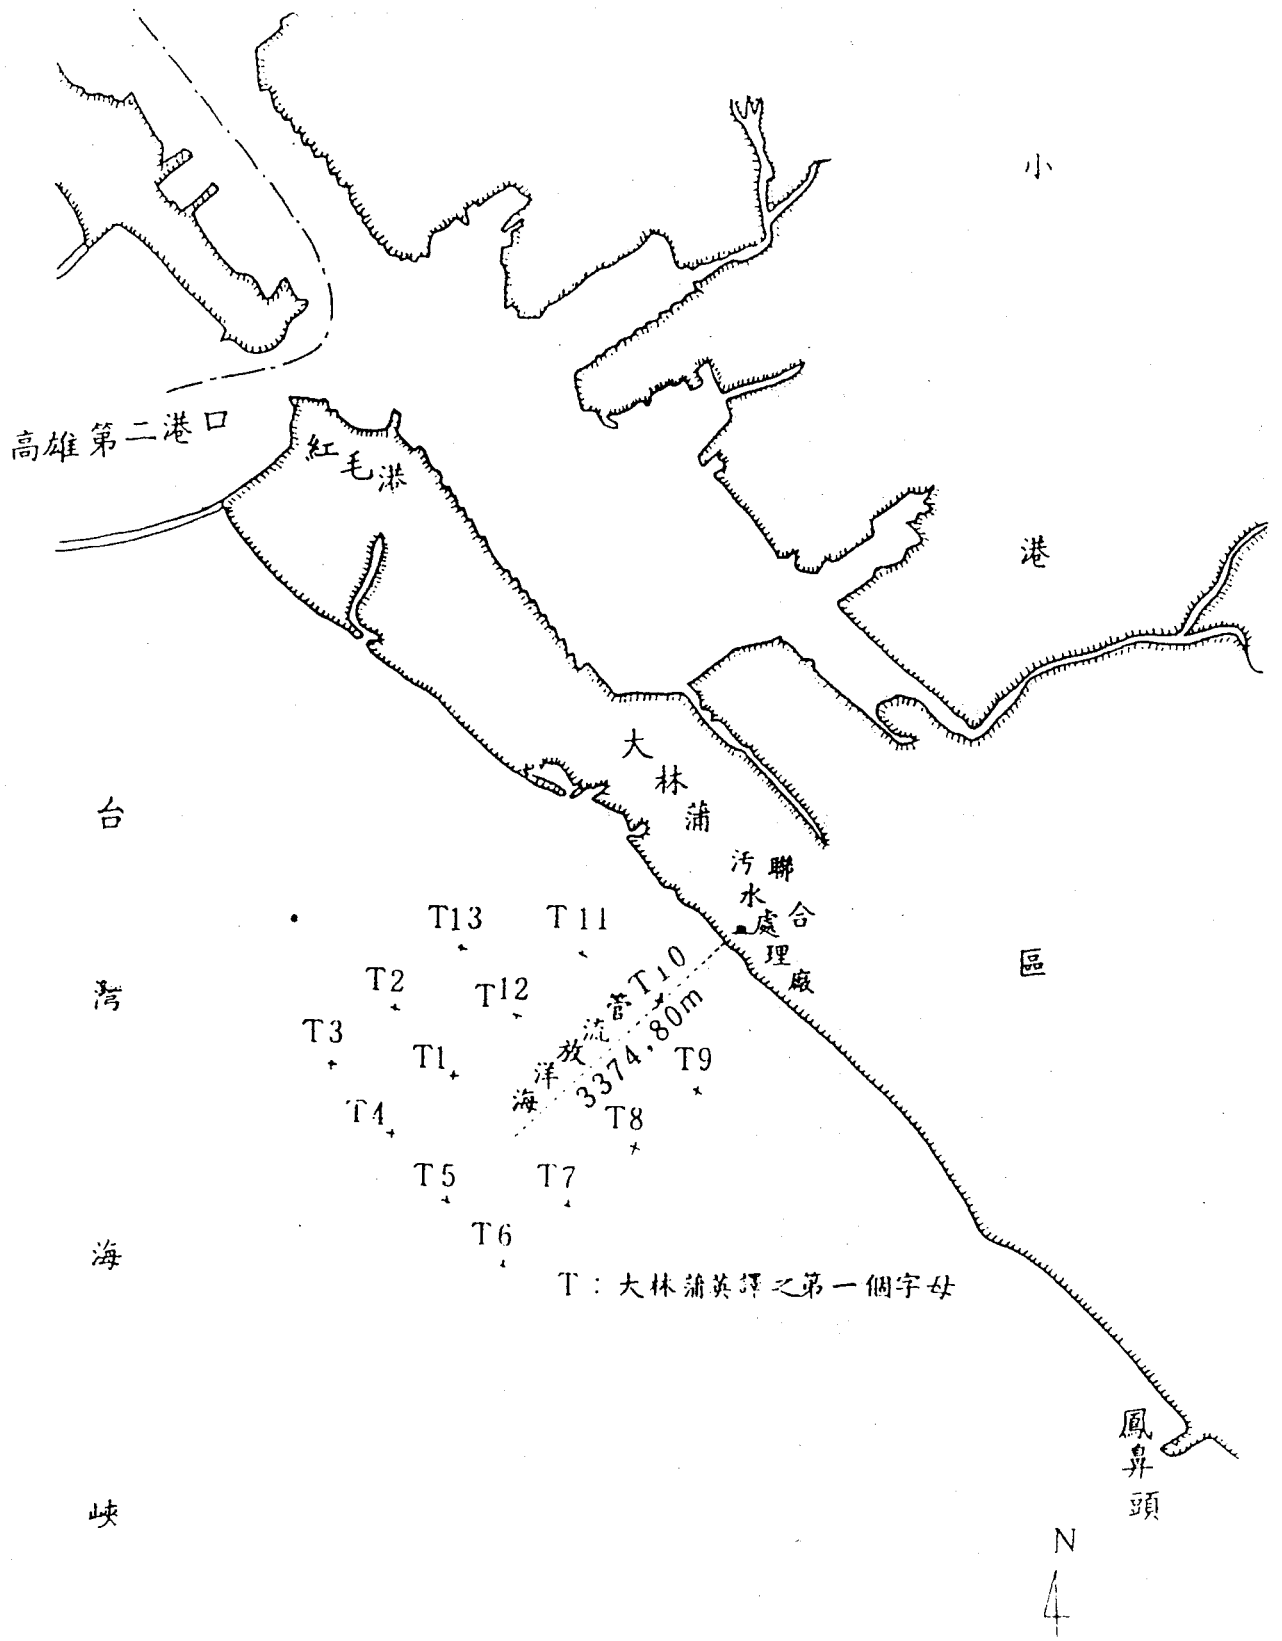 小
港
區
高雄第二港口
紅毛港
大林蒲
聯合
污水處理廠
台灣海峽
T13
T11
T2
T12
T10
T3
T1
T9
海洋放流管
3374,80m
T4
T8
T5
T7
T6
T：大林蒲英譯之第一個字母
鳳鼻頭
N